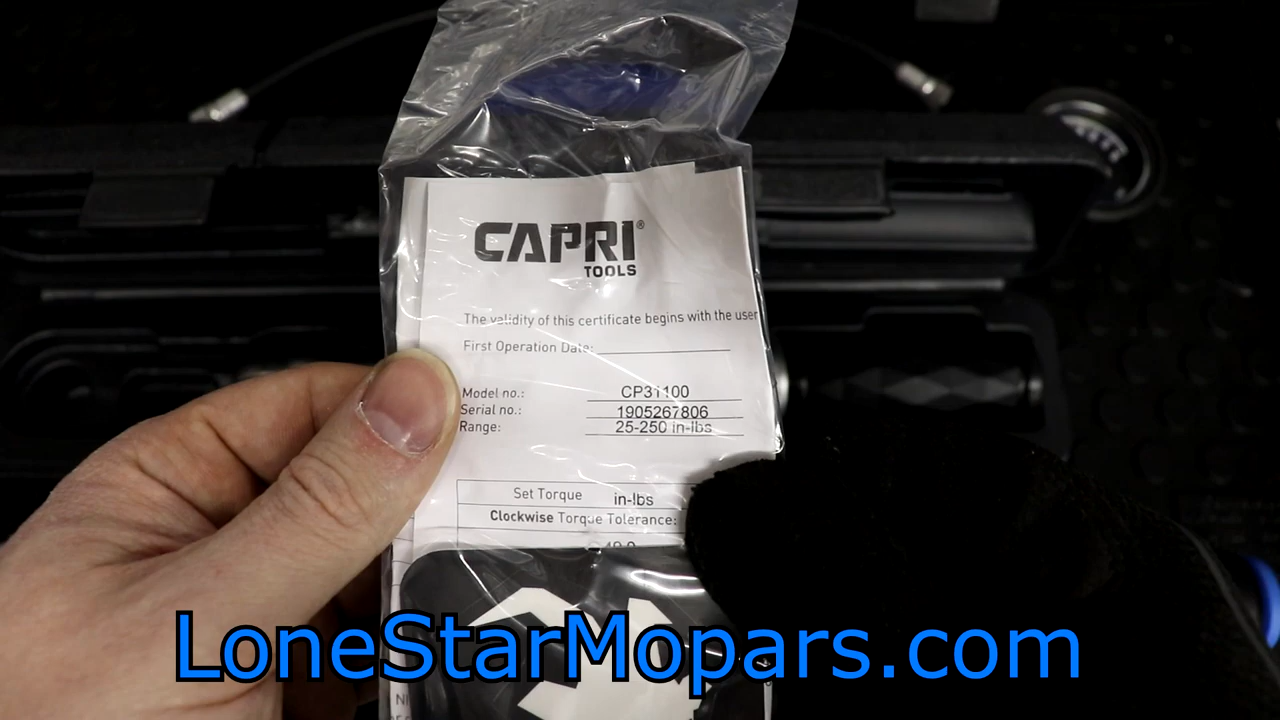 CAPRI®
TOOLS
The validity of this certificate begins with the user
First Operation Date:
Model no.: CP31100
Serial no.: 1905267806
Range: 25-250 in-lbs
Set Torque in-lbs
Clockwise Torque Tolerance:
LoneStarMopars.com